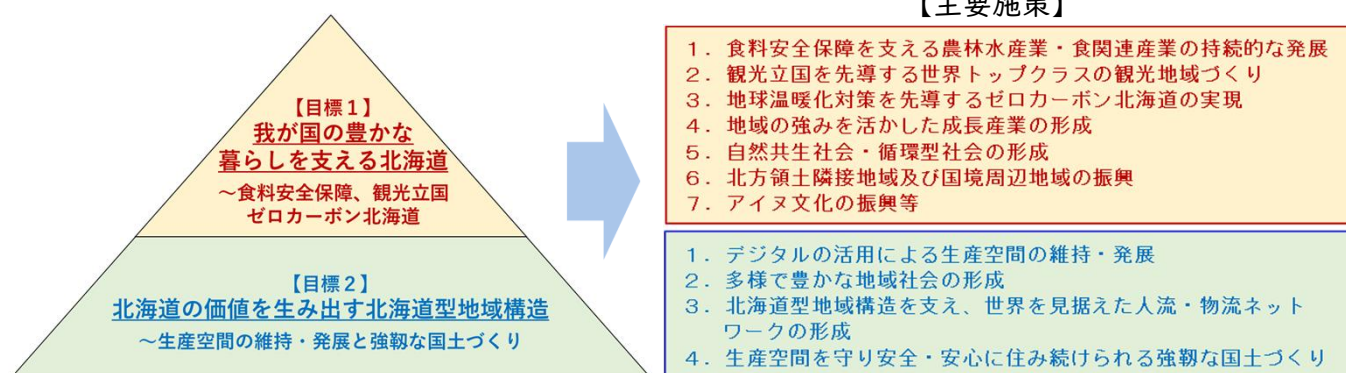 【主要施策】
【目標1】
我が国の豊かな
暮らしを支える北海道
~食料安全保障、観光立国
ゼロカーボン北海道
【目標2】
北海道の価値を生み出す北海道型地域構造
~生産空間の維持・発展と強靱な国土づくり
1．食料安全保障を支える農林水産業・食関連産業の持続的な発展
2．観光立国を先導する世界トップクラスの観光地域づくり
3．地球温暖化対策を先導するゼロカーボン北海道の実現
4．地域の強みを活かした成長産業の形成
5．自然共生社会・循環型社会の形成
6．北方領土隣接地域及び国境周辺地域の振興
7．アイヌ文化の振興等
1．デジタルの活用による生産空間の維持・発展
2．多様で豊かな地域社会の形成
3．北海道型地域構造を支え、世界を見据えた人流・物流ネット
ワークの形成
4．生産空間を守り安全・安心に住み続けられる強靱な国土づくり